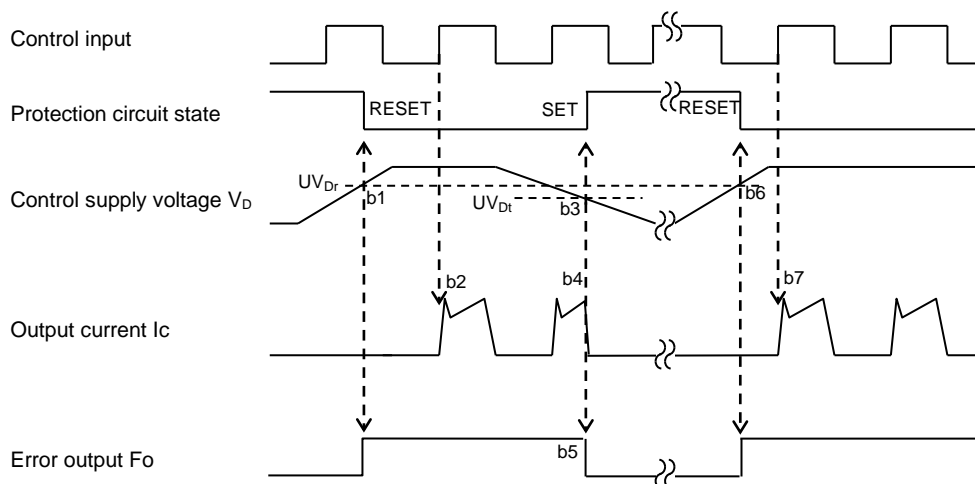 Control input
Protection circuit state
RESET
SET
RESET
Control supply voltage VD
UVDr
b1
UVDt
b3
b6
Output current Ic
b2
b4
b7
Error output Fo
b5